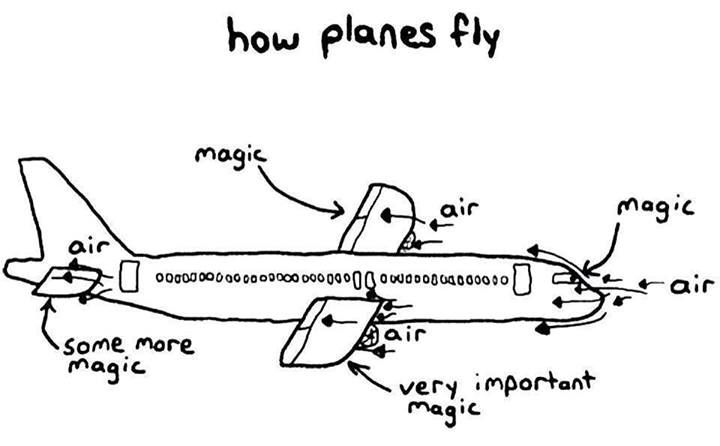 how planes fly
magic
air
magic
air
air
air
some more
magic
very important
magic